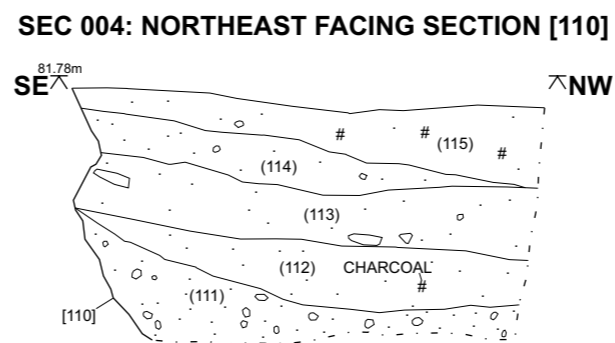 SEC 004: NORTHEAST FACING SECTION [110]
81.78m
SE
NW
#
#
#
(115)
(114)
(113)
(112)
CHARCOAL
#
(111)
[110]